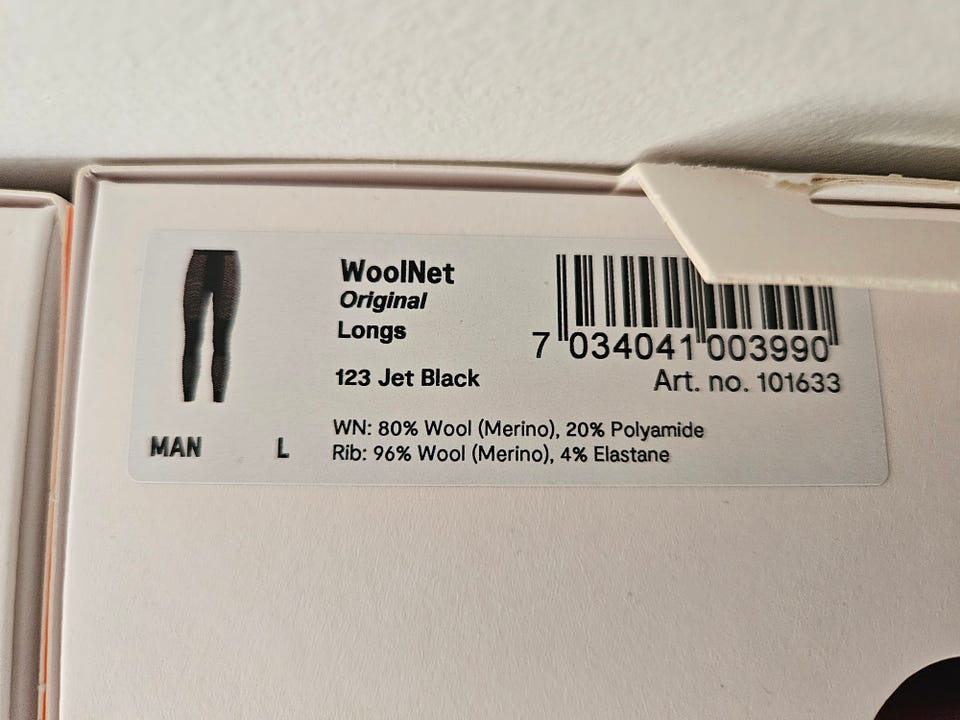 WoolNet
Original
Longs
123 Jet Black
7 034041 003990
Art. no. 101633
WN: 80% Wool (Merino), 20% Polyamide
Rib: 96% Wool (Merino), 4% Elastane
MAN L